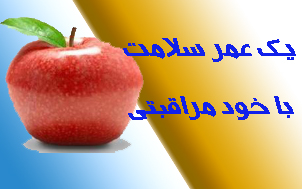 یک عمر سلامت
با خود مراقبتی